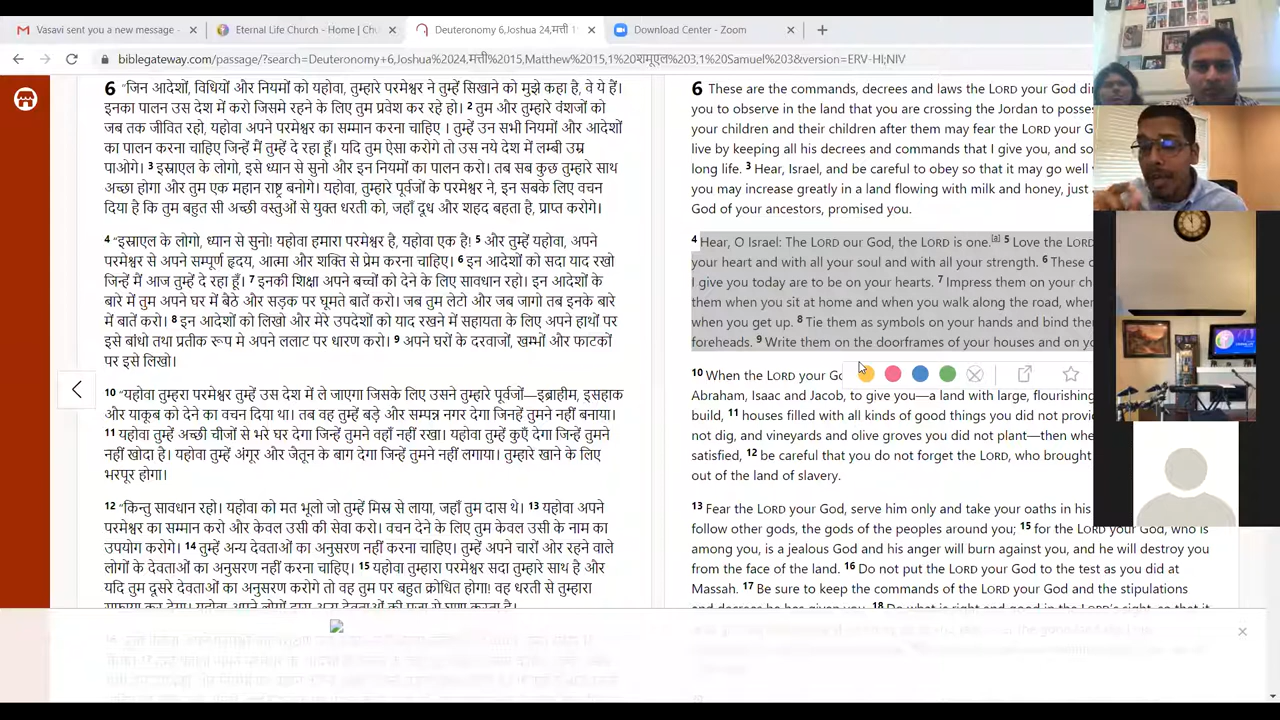 Vasavi sent you a new message -
Eternal Life Church - Home | Chu
Deuteronomy 6,Joshua 24,मत्ती 1
Download Center - Zoom
biblegateway.com/passage/?search=Deuteronomy+6,Joshua+24,मत्ती%2015,Matthew%2015,1%20शमूएल%203,1%20Samuel%203&version=ERV-HI;NIV
6 “जिन आदेशों, विधियों और नियमों को यहोवा, तुम्हारे परमेश्वर ने तुम्हें सिखाने को मुझे कहा है, वे ये हैं।
इनका पालन उस देश में करो जिसमे रहने के लिए तुम प्रवेश कर रहे हो। 2 तुम और तुम्हारे वंशजों को
जब तक जीवित रहो, यहोवा अपने परमेश्वर का सम्मान करना चाहिए । तुम्हें उन सभी नियमों और आदेशों
का पालन करना चाहिए जिन्हें मैं तुम्हें दे रहा हूँ। यदि तुम ऐसा करोगे तो उस नये देश में लम्बी उम्र
पाओगे। 3 इस्राएल के लोगो, इसे ध्यान से सुनो और इन नियमों का पालन करो। तब सब कुछ तुम्हारे साथ
अच्छा होगा और तुम एक महान राष्ट्र बनोगे। यहोवा, तुम्हारे पूर्वजों के परमेश्वर ने, इन सबके लिए वचन
दिया है कि तुम बहुत सी अच्छी वस्तुओं से युक्त धरती को, जहाँ दूध और शहद बहता है, प्राप्त करोगे।
4 “इस्राएल के लोगो, ध्यान से सुनो! यहोवा हमारा परमेश्वर है, यहोवा एक है! 5 और तुम्हें यहोवा, अपने
परमेश्वर से अपने सम्पूर्ण हृदय, आत्मा और शक्ति से प्रेम करना चाहिए। 6 इन आदेशों को सदा याद रखो
जिन्हें मैं आज तुम्हें दे रहा हूँ। 7 इनकी शिक्षा अपने बच्चों को देने के लिए सावधान रहो। इन आदेशों के
बारे में तुम अपने घर में बैठे और सड़क पर घूमते बातें करो। जब तुम लेटो और जब जागो तब इनके बारे
में बातें करो। 8 इन आदेशों को लिखो और मेरे उपदेशों को याद रखने में सहायता के लिए अपने हाथों पर
इसे बांधों तथा प्रतीक रूप मे अपने ललाट पर धारण करो। 9 अपने घरों के दरवाजों, खम्भों और फाटकों
पर इसे लिखो।
10 “यहोवा तुम्हरा परमेश्वर तुम्हें उस देश में ले जाएगा जिसके लिए उसने तुम्हारे पूर्वजों—इब्राहीम, इसहाक
और याकूब को देने का वचन दिया था। तब वह तुम्हें बड़े और सम्पन्न नगर देगा जिन्हें तुमने नहीं बनाया।
11 यहोवा तुम्हें अच्छी चीजों से भरे घर देगा जिन्हें तुमने वहाँ नहीं रखा। यहोवा तुम्हें कुएँ देगा जिन्हें तुमने
नहीं खोदा है। यहोवा तुम्हें अंगूर और जेतून के बाग देगा जिन्हें तुमने नहीं लगाया। तुम्हारे खाने के लिए
भरपूर होगा।
12 “किन्तु सावधान रहो। यहोवा को मत भूलो जो तुम्हें मिस्र से लाया, जहाँ तुम दास थे। 13 यहोवा अपने
परमेश्वर का सम्मान करो और केवल उसी की सेवा करो। वचन देने के लिए तुम केवल उसी के नाम का
उपयोग करोगे। 14 तुम्हें अन्य देवताओं का अनुसरण नहीं करना चाहिए। तुम्हें अपने चारों ओर रहने वाले
लोगों के देवताओं का अनुसरण नहीं करना चाहिए। 15 यहोवा तुम्हारा परमेश्वर सदा तुम्हारे साथ है और
यदि तुम दूसरे देवताओं का अनुसरण करोगे तो वह तुम पर बहुत क्रोधित होगा! वह धरती से तुम्हारा
6 These are the commands, decrees and laws the LORD your God di
you to observe in the land that you are crossing the Jordan to posses
your children and their children after them may fear the LORD your G
live by keeping all his decrees and commands that I give you, and so
long life. 3 Hear, Israel, and be careful to obey so that it may go well
you may increase greatly in a land flowing with milk and honey, just
God of your ancestors, promised you.
4 Hear, O Israel: The LORD our God, the LORD is one.[a] 5 Love the LORD
your heart and with all your soul and with all your strength. 6 These c
I give you today are to be on your hearts. 7 Impress them on your ch
them when you sit at home and when you walk along the road, wher
when you get up. 8 Tie them as symbols on your hands and bind ther
foreheads. 9 Write them on the doorframes of your houses and on yo
10 When the LORD your Go
Abraham, Isaac and Jacob, to give you—a land with large, flourishing
build, 11 houses filled with all kinds of good things you did not provid
not dig, and vineyards and olive groves you did not plant—then whe
satisfied, 12 be careful that you do not forget the LORD, who brought
out of the land of slavery.
13 Fear the LORD your God, serve him only and take your oaths in his
follow other gods, the gods of the peoples around you; 15 for the LORD your God, who is
among you, is a jealous God and his anger will burn against you, and he will destroy you
from the face of the land. 16 Do not put the LORD your God to the test as you did at
Massah. 17 Be sure to keep the commands of the LORD your God and the stipulations
and decrees he has given you. 18 Do what is right and good in the LORD's sight, so that it